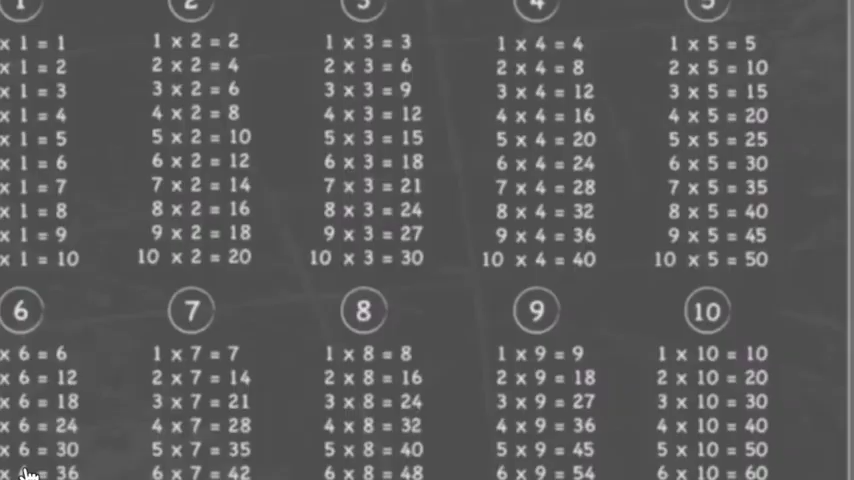 1 2 3 4 5
x 1 = 1 1 x 2 = 2 1 x 3 = 3 1 x 4 = 4 1 x 5 = 5
x 1 = 2 2 x 2 = 4 2 x 3 = 6 2 x 4 = 8 2 x 5 = 10
x 1 = 3 3 x 2 = 6 3 x 3 = 9 3 x 4 = 12 3 x 5 = 15
x 1 = 4 4 x 2 = 8 4 x 3 = 12 4 x 4 = 16 4 x 5 = 20
x 1 = 5 5 x 2 = 10 5 x 3 = 15 5 x 4 = 20 5 x 5 = 25
x 1 = 6 6 x 2 = 12 6 x 3 = 18 6 x 4 = 24 6 x 5 = 30
x 1 = 7 7 x 2 = 14 7 x 3 = 21 7 x 4 = 28 7 x 5 = 35
x 1 = 8 8 x 2 = 16 8 x 3 = 24 8 x 4 = 32 8 x 5 = 40
x 1 = 9 9 x 2 = 18 9 x 3 = 27 9 x 4 = 36 9 x 5 = 45
x 1 = 10 10 x 2 = 20 10 x 3 = 30 10 x 4 = 40 10 x 5 = 50
6 7 8 9 10
x 6 = 6 1 x 7 = 7 1 x 8 = 8 1 x 9 = 9 1 x 10 = 10
x 6 = 12 2 x 7 = 14 2 x 8 = 16 2 x 9 = 18 2 x 10 = 20
x 6 = 18 3 x 7 = 21 3 x 8 = 24 3 x 9 = 27 3 x 10 = 30
x 6 = 24 4 x 7 = 28 4 x 8 = 32 4 x 9 = 36 4 x 10 = 40
x 6 = 30 5 x 7 = 35 5 x 8 = 40 5 x 9 = 45 5 x 10 = 50
x = 36 6 x 7 = 42 6 x 8 = 48 6 x 9 = 54 6 x 10 = 60